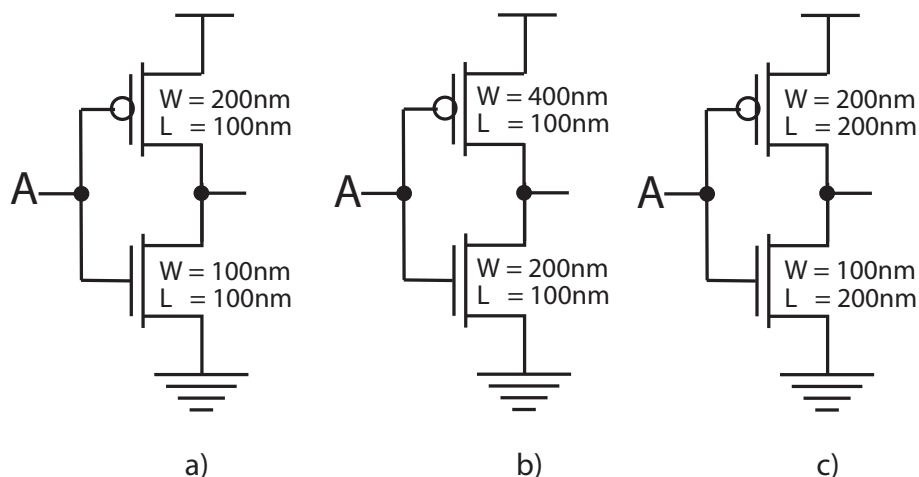 W = 200nm
L = 100nm
A
W = 100nm
L = 100nm
a)
W = 400nm
L = 100nm
A
W = 200nm
L = 100nm
b)
W = 200nm
L = 200nm
A
W = 100nm
L = 200nm
c)